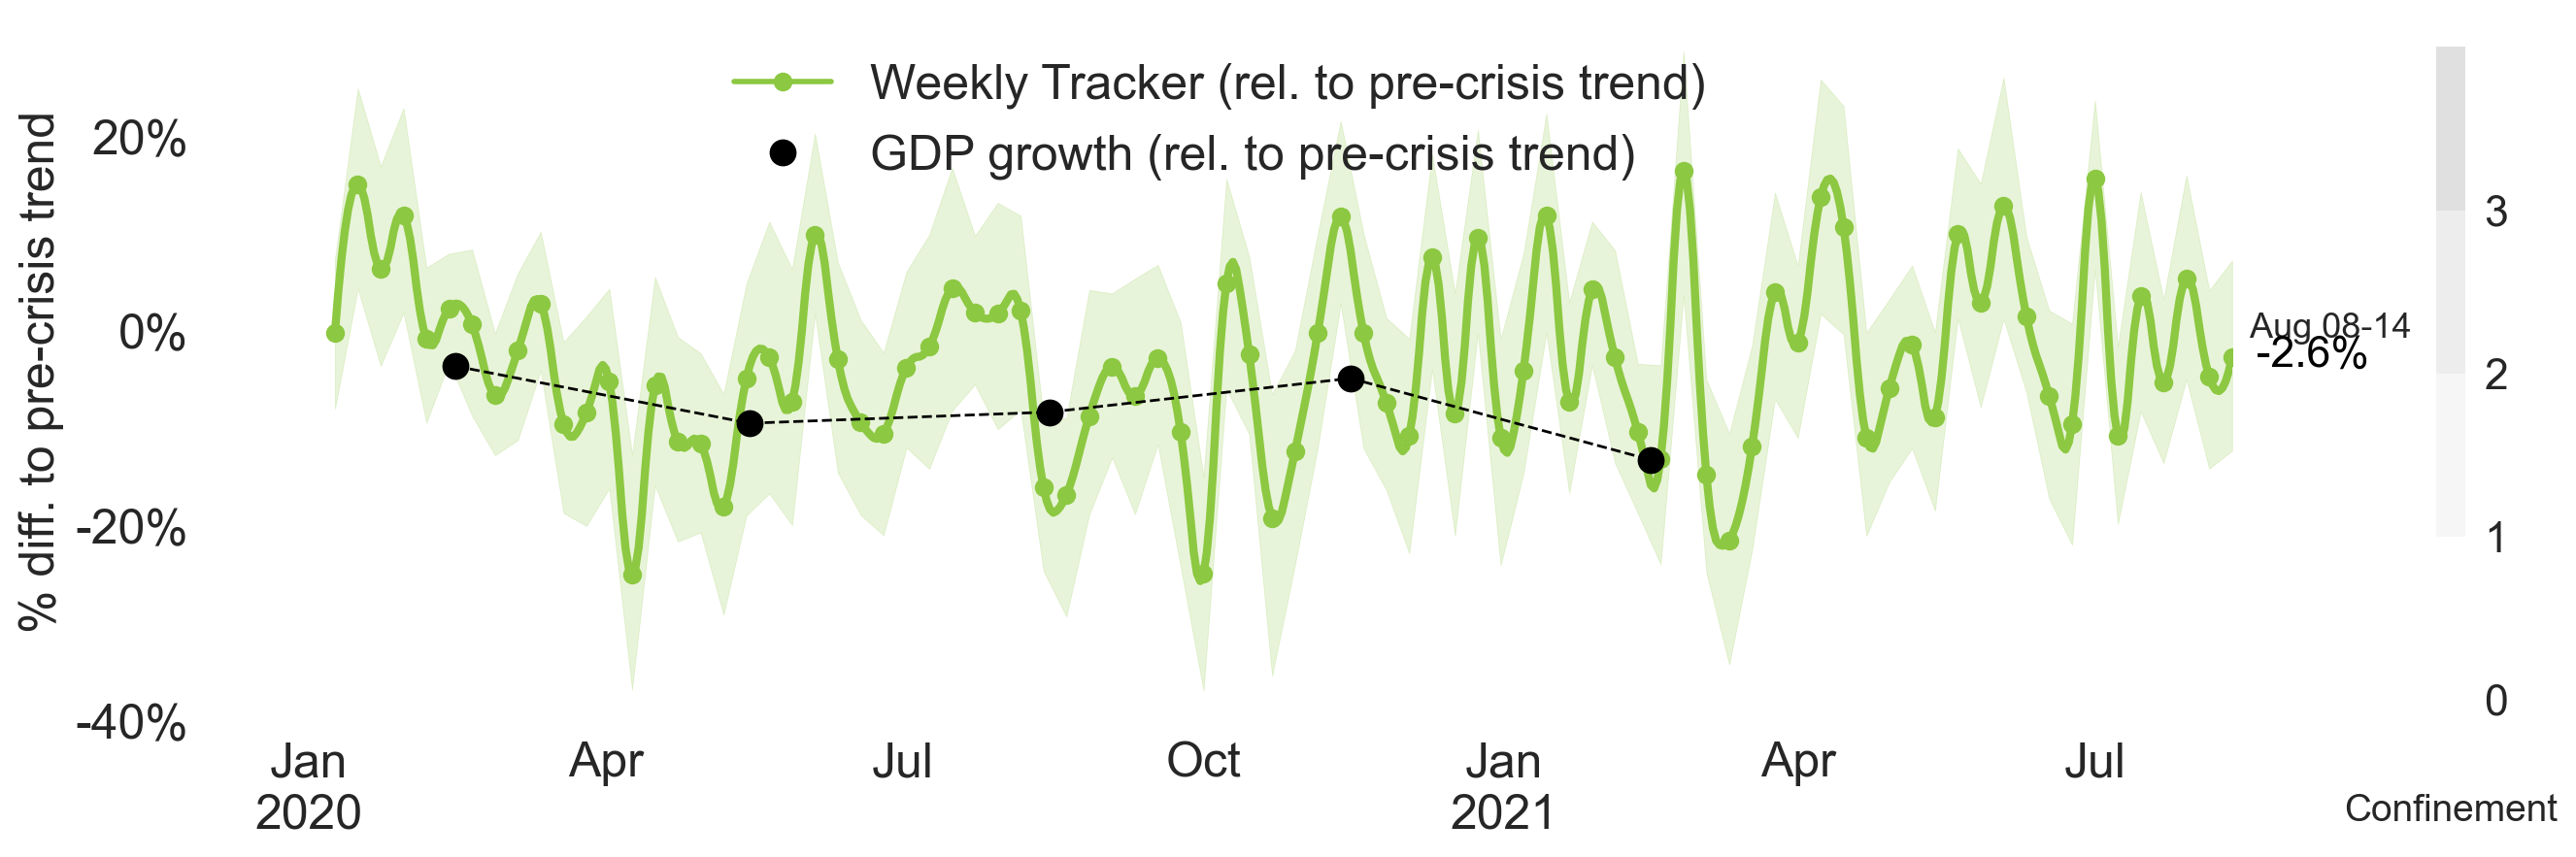 Weekly Tracker (rel. to pre-crisis trend)
GDP growth (rel. to pre-crisis trend)
% diff. to pre-crisis trend
20%
0%
-20%
-40%
Jan
2020
Apr
Jul
Oct
Jan
2021
Apr
Jul
Aug 08-14
-2.6%
3
2
1
0
Confinement